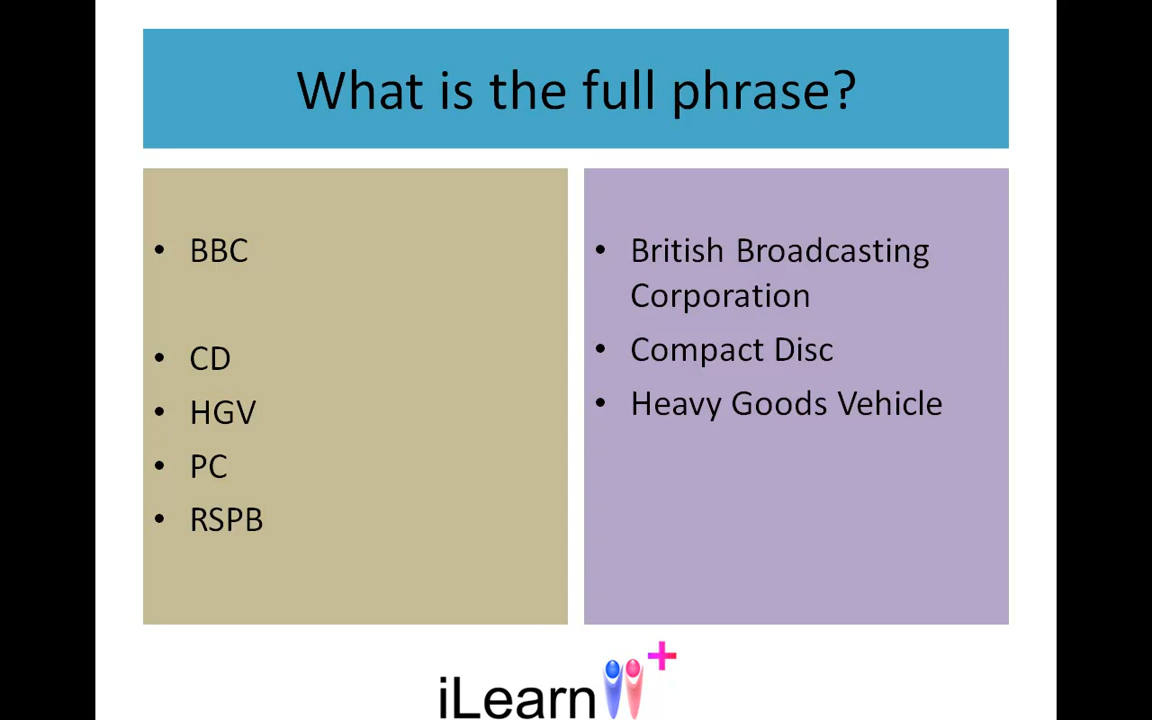 What is the full phrase?
• BBC
• CD
• HGV
• PC
• RSPB
• British Broadcasting
Corporation
• Compact Disc
• Heavy Goods Vehicle
iLearn
+